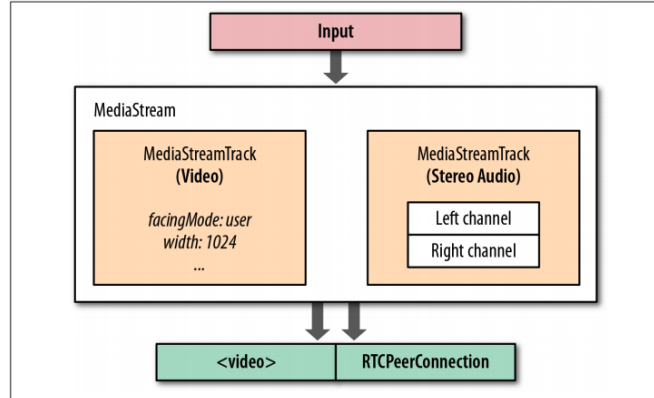 Input
MediaStream
MediaStreamTrack
(Video)
facingMode: user
width: 1024
...
MediaStreamTrack
(Stereo Audio)
Left channel
Right channel
<video>
RTCPeerConnection